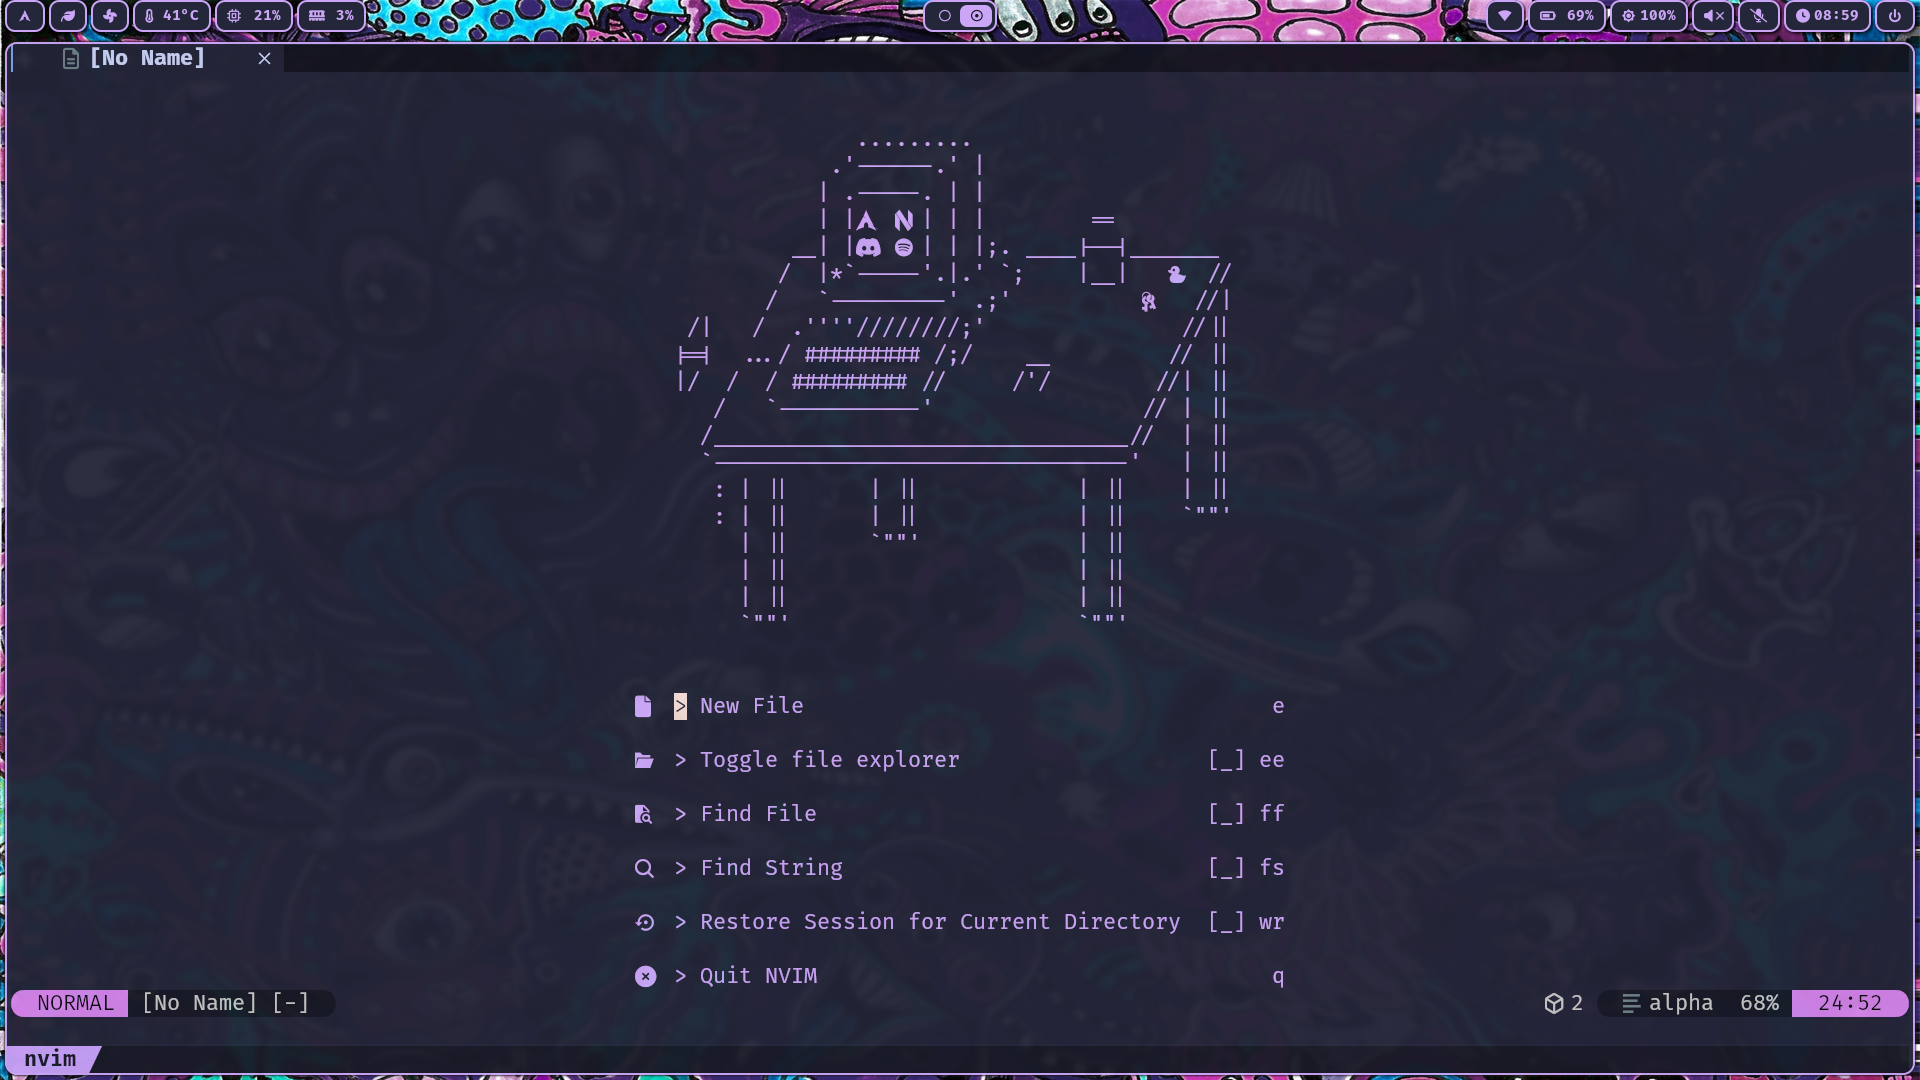 41°C 21% 3% 69% 100% 08:59
[No Name] ×
> New File e
> Toggle file explorer [_] ee
> Find File [_] ff
> Find String [_] fs
> Restore Session for Current Directory [_] wr
> Quit NVIM q
NORMAL [No Name] [-] 2 alpha 68% 24:52
nvim